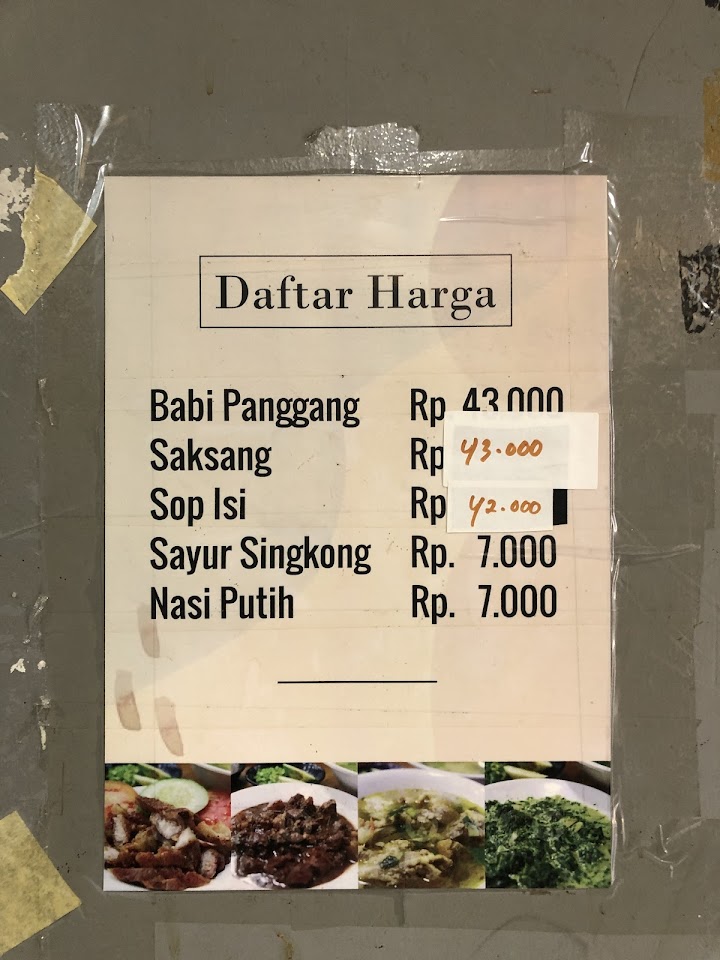 Daftar Harga
Babi Panggang Rp. 43.000
Saksang Rp 43.000
Sop Isi Rp 42.000
Sayur Singkong Rp. 7.000
Nasi Putih Rp. 7.000